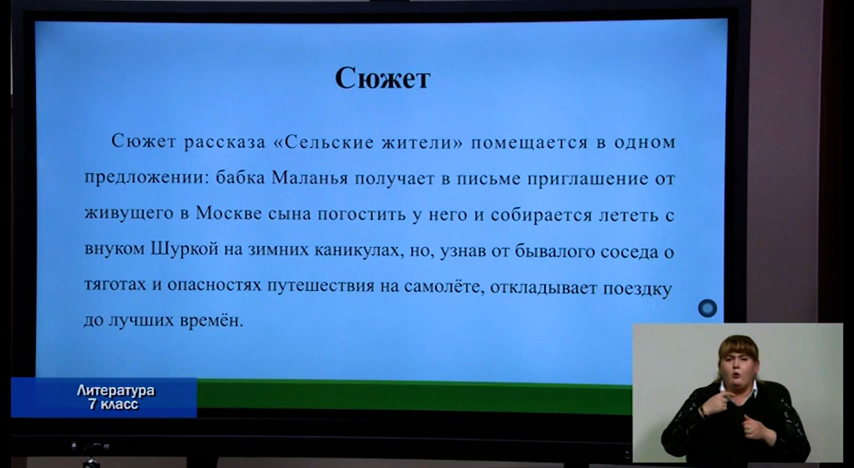 Сюжет
Сюжет рассказа «Сельские жители» помещается в одном
предложении: бабка Маланья получает в письме приглашение от
живущего в Москве сына погостить у него и собирается лететь с
внуком Шуркой на зимних каникулах, но, узнав от бывалого соседа о
тяготах и опасностях путешествия на самолёте, откладывает поездку
до лучших времён.
Литература
7 класс